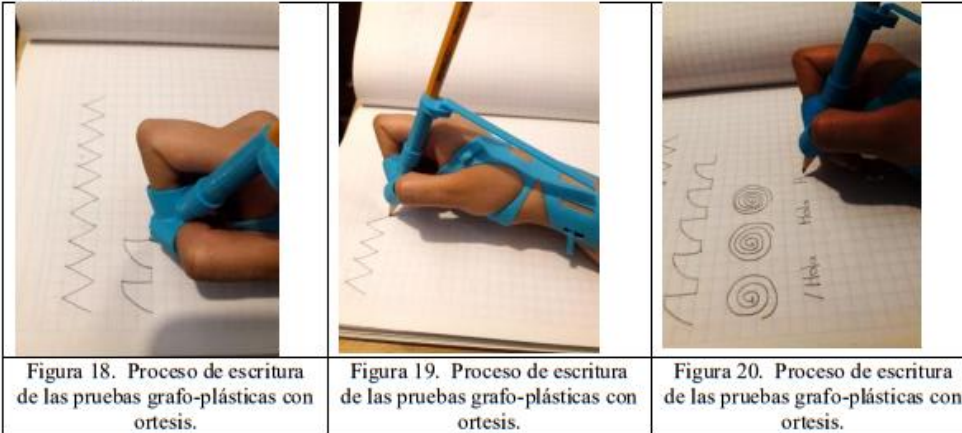 / Hola Hola H
Figura 18. Proceso de escritura
de las pruebas grafo-plásticas con
ortesis.
Figura 19. Proceso de escritura
de las pruebas grafo-plásticas con
ortesis.
Figura 20. Proceso de escritura
de las pruebas grafo-plásticas con
ortesis.